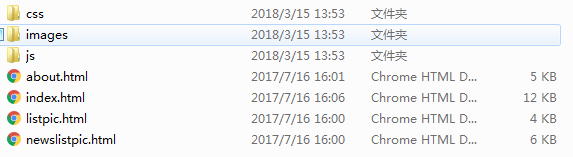 css 2018/3/15 13:53 文件夹
images 2018/3/15 13:53 文件夹
js 2018/3/15 13:53 文件夹
about.html 2017/7/16 16:01 Chrome HTML D... 5 KB
index.html 2017/7/16 16:06 Chrome HTML D... 12 KB
listpic.html 2017/7/16 16:00 Chrome HTML D... 4 KB
newslistpic.html 2017/7/16 16:00 Chrome HTML D... 6 KB